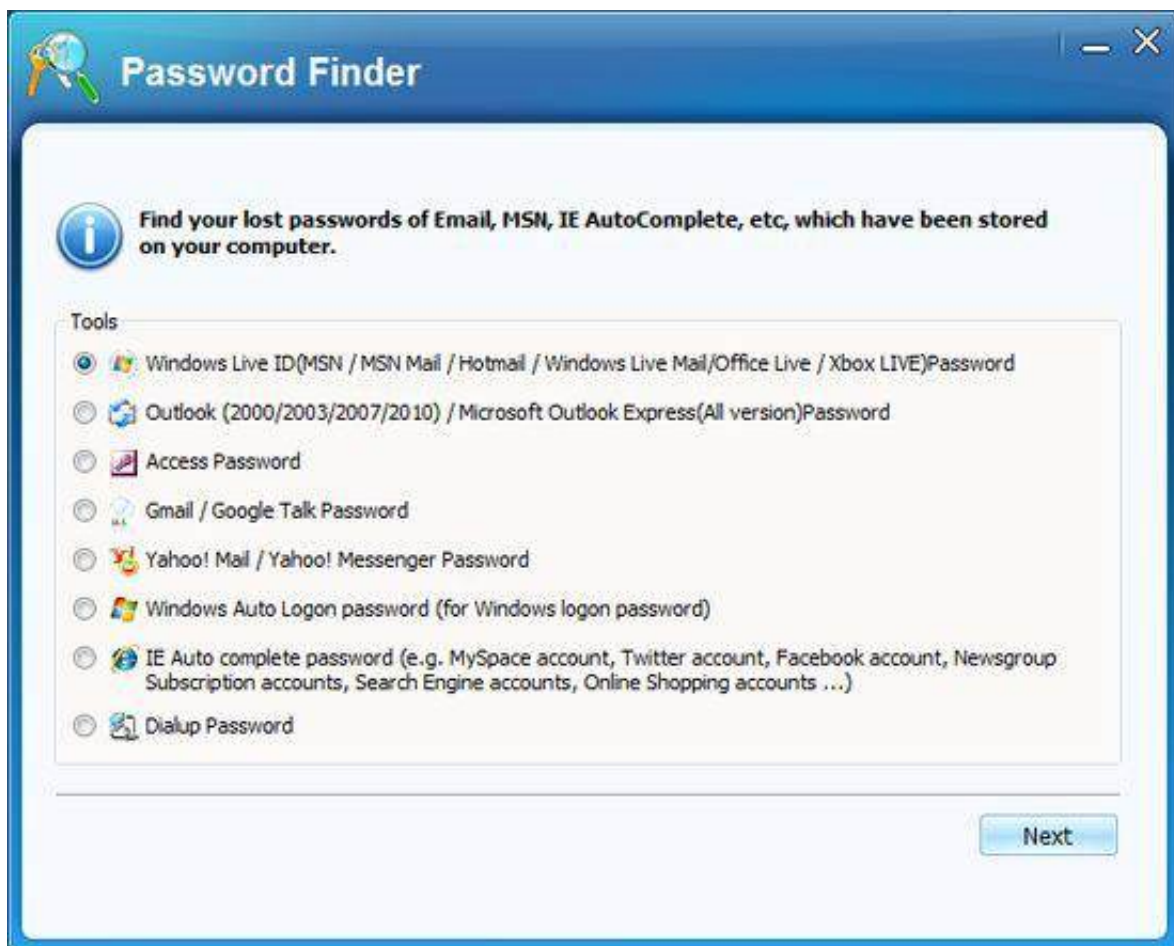 Password Finder
Find your lost passwords of Email, MSN, IE AutoComplete, etc, which have been stored
on your computer.
Tools
Windows Live ID(MSN / MSN Mail / Hotmail / Windows Live Mail/Office Live / Xbox LIVE)Password
Outlook (2000/2003/2007/2010) / Microsoft Outlook Express(All version)Password
Access Password
Gmail / Google Talk Password
Yahoo! Mail / Yahoo! Messenger Password
Windows Auto Logon password (for Windows logon password)
IE Auto complete password (e.g. MySpace account, Twitter account, Facebook account, Newsgroup
Subscription accounts, Search Engine accounts, Online Shopping accounts ...)
Dialup Password
Next